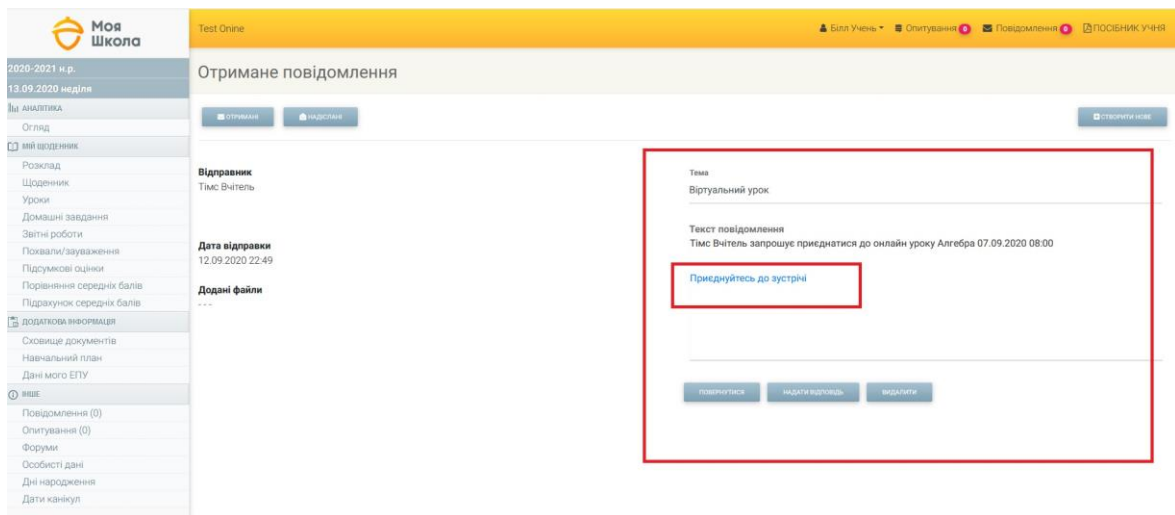 Моя
Школа
Test Onine
Білл Учень
Опитування 0
Повідомлення 0
ПОСІБНИК УЧНЯ
2020-2021 н.р.
13.09.2020 неділя
АНАЛІТИКА
Огляд
МІЙ ЩОДЕННИК
Розклад
Щоденник
Уроки
Домашні завдання
Звітні роботи
Похвали/зауваження
Підсумкові оцінки
Порівняння середніх балів
Підрахунок середніх балів
ДОДАТКОВА ІНФОРМАЦІЯ
Сховище документів
Навчальний план
Дані мого ЕПУ
ІНШЕ
Повідомлення (0)
Опитування (0)
Форуми
Особисті дані
Дні народження
Дати канікул
Отримане повідомлення
ОТРИМАНІ
НАДІСЛАНІ
СТВОРИТИ НОВЕ
Відправник
Тімс Вчітель
Дата відправки
12.09.2020 22:49
Додані файли
- - -
Тема
Віртуальний урок
Текст повідомлення
Тімс Вчітель запрошує приєднатися до онлайн уроку Алгебра 07.09.2020 08:00
Приєднуйтесь до зустрічі
ПОВЕРНУТИСЯ
НАДАТИ ВІДПОВІДЬ
ВИДАЛИТИ